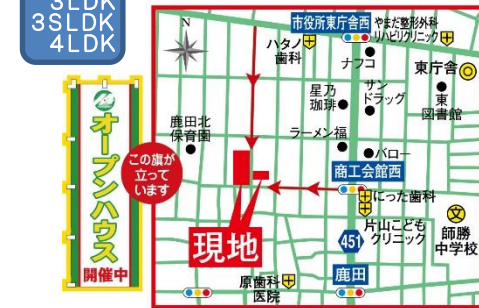 3LDK
3SLDK
4LDK
オープンハウス
開催中
この旗が
立って
います
N
市役所東庁舎西
やまだ整形外科
リハビリクリニック
ハタノ
歯科
ナフコ
東庁舎
星乃
珈琲
サン
ドラッグ
東
図書館
鹿田北
保育園
ラーメン福
バロー
商工会館西
にった歯科
片山こども
クリニック
文
師勝
中学校
451
現地
原歯科
医院
鹿田